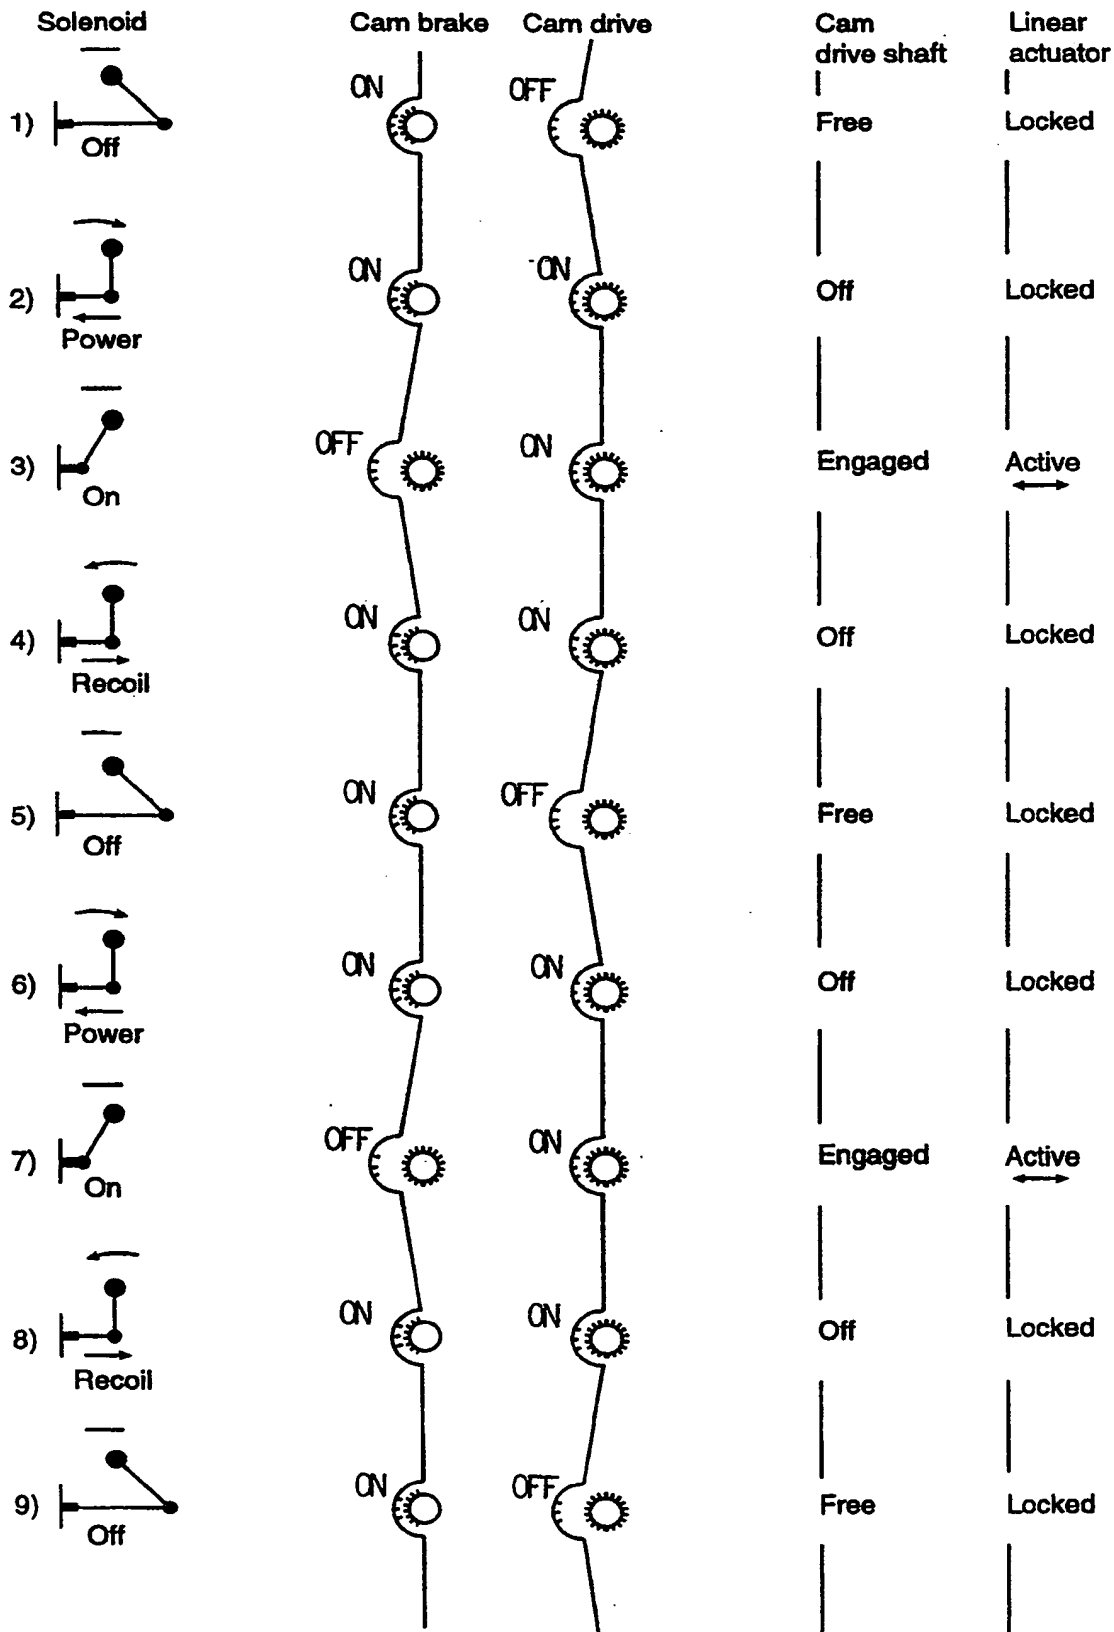 Solenoid Cam brake Cam drive Cam drive shaft Linear actuator
ON OFF
1) Off Free Locked
ON ON
2) Power Off Locked
OFF ON
3) On Engaged Active
ON ON
4) Recoil Off Locked
ON OFF
5) Off Free Locked
ON ON
6) Power Off Locked
OFF ON
7) On Engaged Active
ON ON
8) Recoil Off Locked
ON OFF
9) Off Free Locked